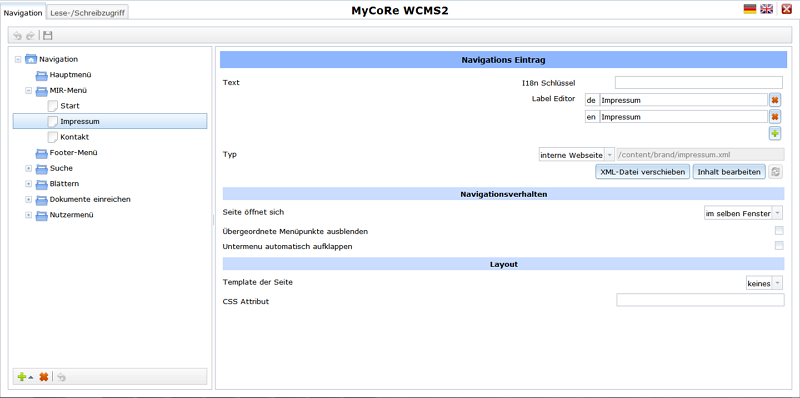 MyCoRe WCMS2
Navigation
Lese-/Schreibzugriff
Navigation
Hauptmenü
MIR-Menü
Start
Impressum
Kontakt
Footer-Menü
Suche
Blättern
Dokumente einreichen
Nutzermenü
Navigations Eintrag
Text
I18n Schlüssel
Label Editor
de Impressum
en Impressum
Typ
interne Webseite /content/brand/impressum.xml
XML-Datei verschieben Inhalt bearbeiten
Navigationsverhalten
Seite öffnet sich im selben Fenster
Übergeordnete Menüpunkte ausblenden
Untermenu automatisch aufklappen
Layout
Template der Seite keines
CSS Attribut